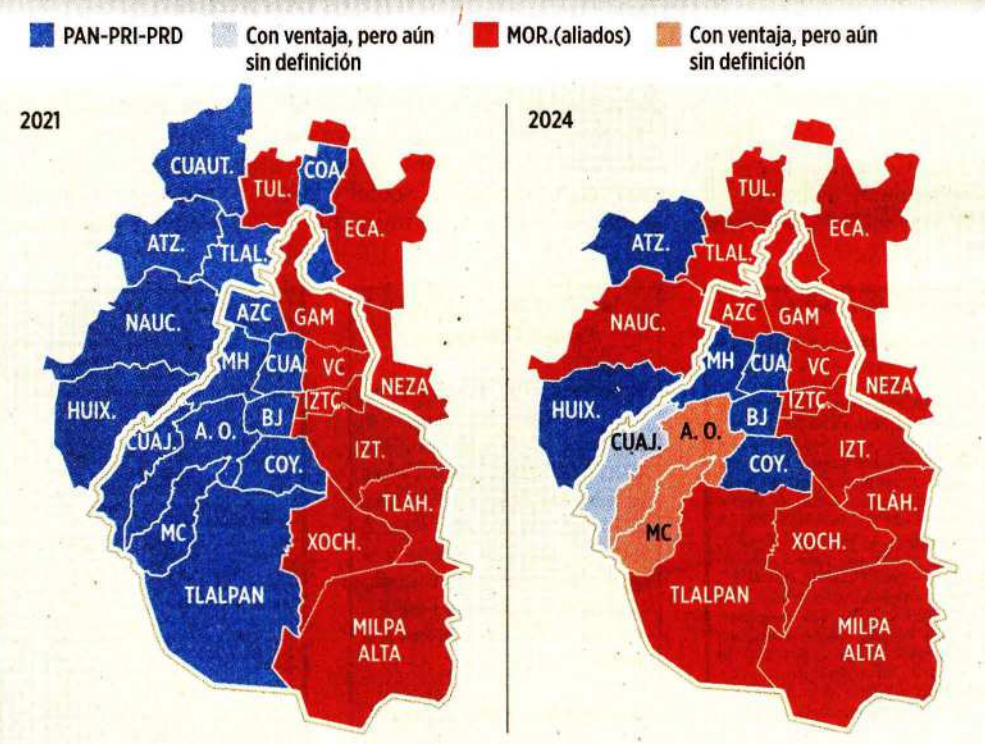 PAN-PRI-PRD
Con ventaja, pero aún
sin definición
MOR.(aliados)
Con ventaja, pero aún
sin definición
2021
CUAUT.
TUL.
COA.
ECA.
ATZ.
TLAL.
NAUC.
AZC
GAM
MH
CUA.
VC
NEZA
HUIX.
IZTC.
CUAJ.
A. O.
BJ
IZT.
COY.
TLÁH.
MC
XOCH.
TLALPAN
MILPA
ALTA
2024
TUL.
ECA.
ATZ.
TLAL.
NAUC.
AZC
GAM
MH
CUA.
VC
NEZA
HUIX.
IZTC.
CUAJ.
A. O.
BJ
IZT.
COY.
TLÁH.
MC
XOCH.
TLALPAN
MILPA
ALTA